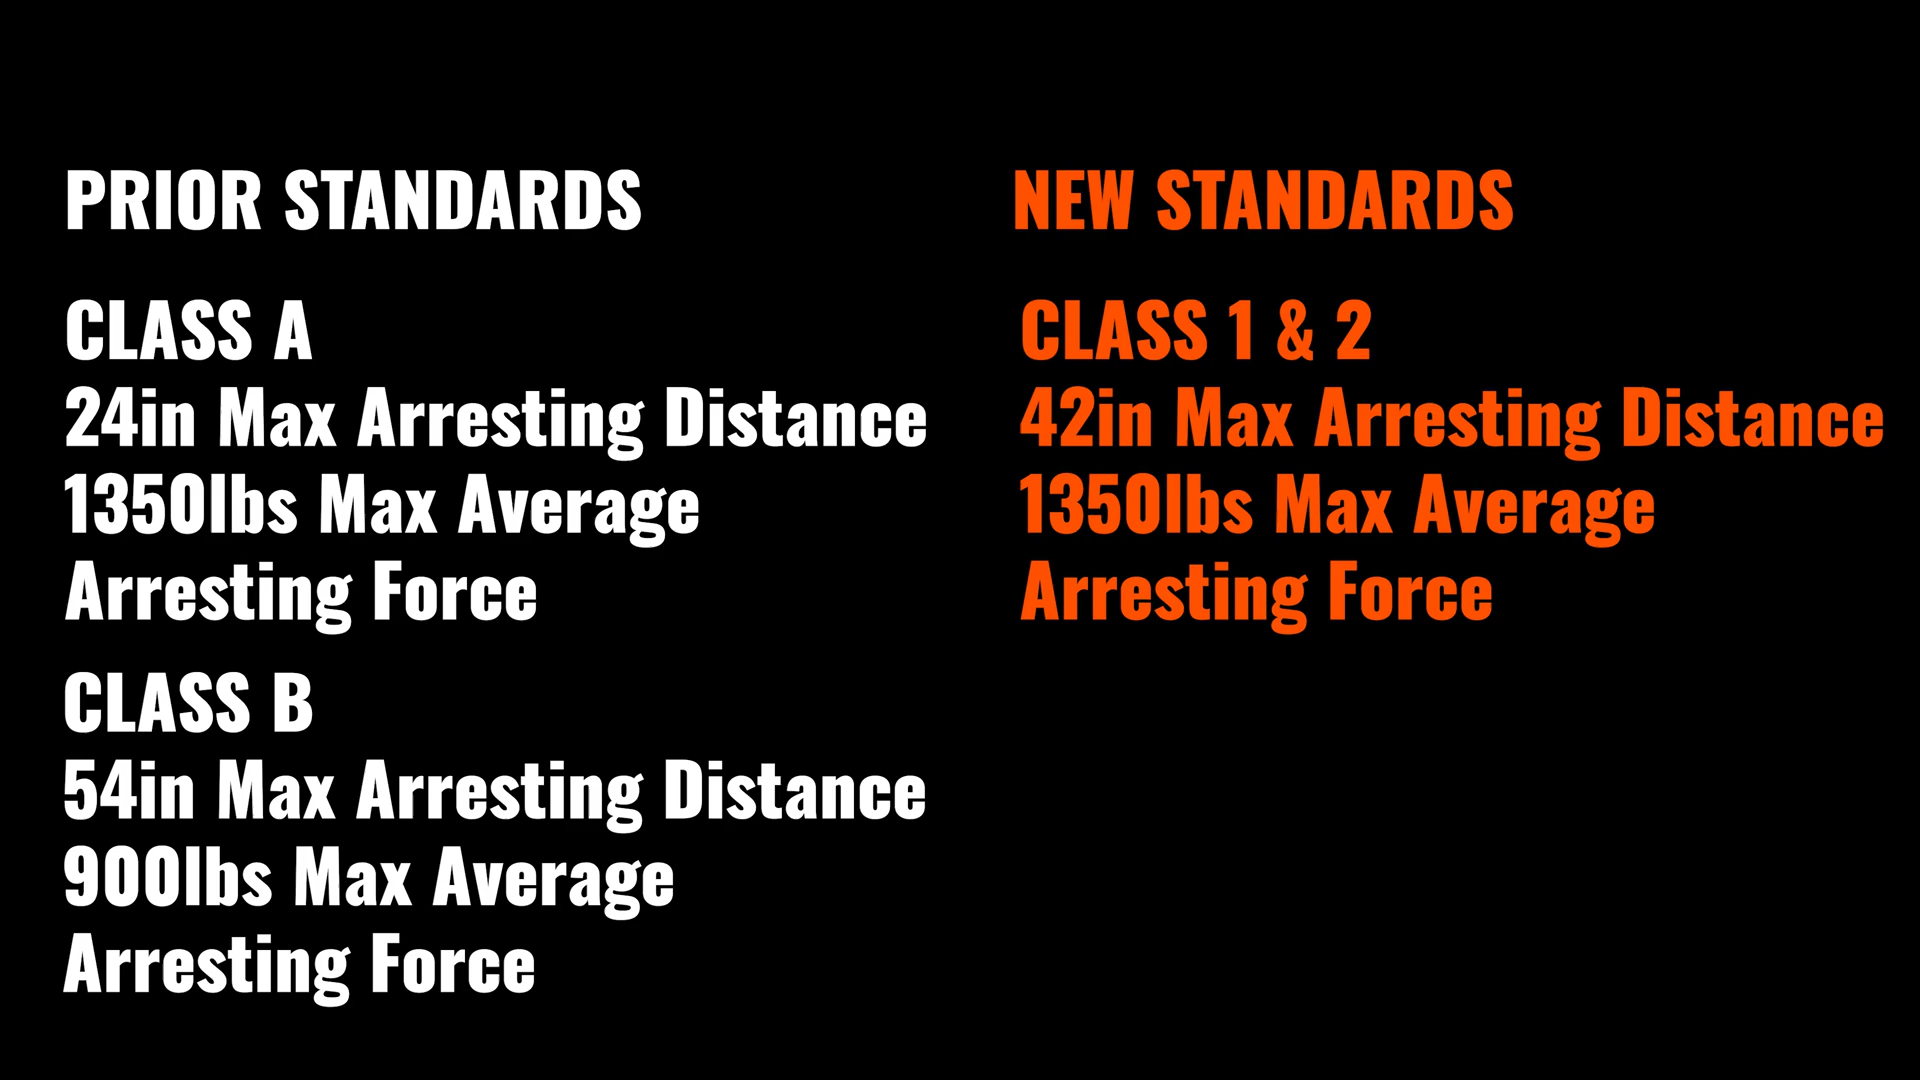 PRIOR STANDARDS
CLASS A
24in Max Arresting Distance
1350lbs Max Average
Arresting Force
CLASS B
54in Max Arresting Distance
900lbs Max Average
Arresting Force
NEW STANDARDS
CLASS 1 & 2
42in Max Arresting Distance
1350lbs Max Average
Arresting Force